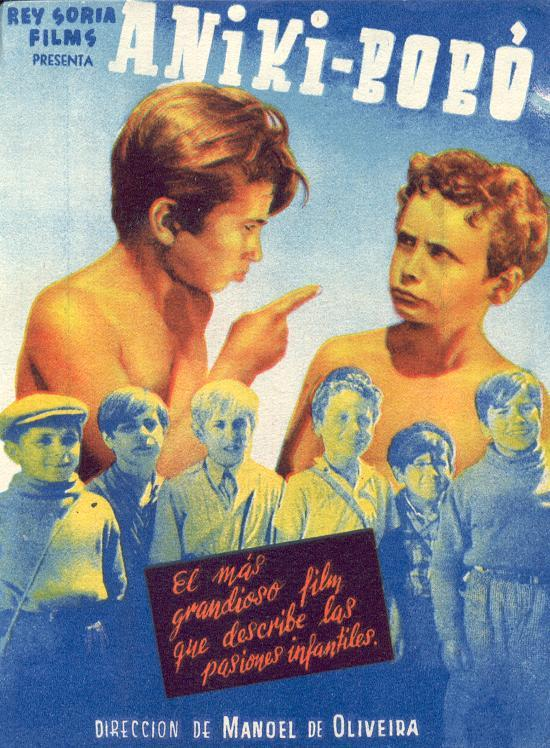 REY SORIA
FILMS
PRESENTA
ANiKi-BOBÓ
El más
grandioso film
que describe las
pasiones infantiles.
DIRECCION DE MANOEL DE OLIVEIRA